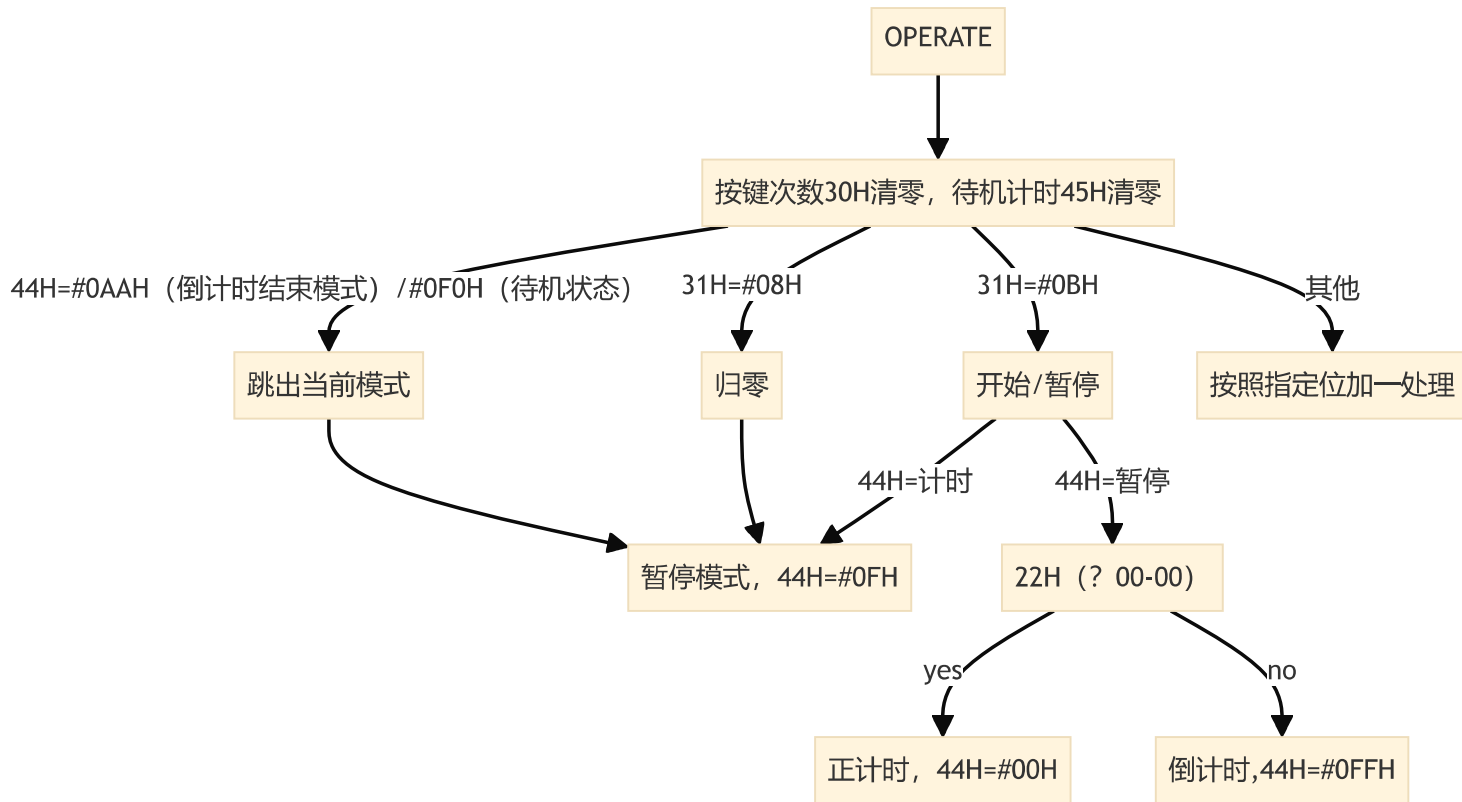 OPERATE
按键次数30H清零，待机计时45H清零
44H=#0AAH（倒计时结束模式）/#0F0H（待机状态）
31H=#08H
31H=#0BH
其他
跳出当前模式
归零
开始/暂停
按照指定位加一处理
44H=计时
44H=暂停
暂停模式，44H=#0FH
22H（？00-00）
yes
no
正计时，44H=#00H
倒计时,44H=#0FFH